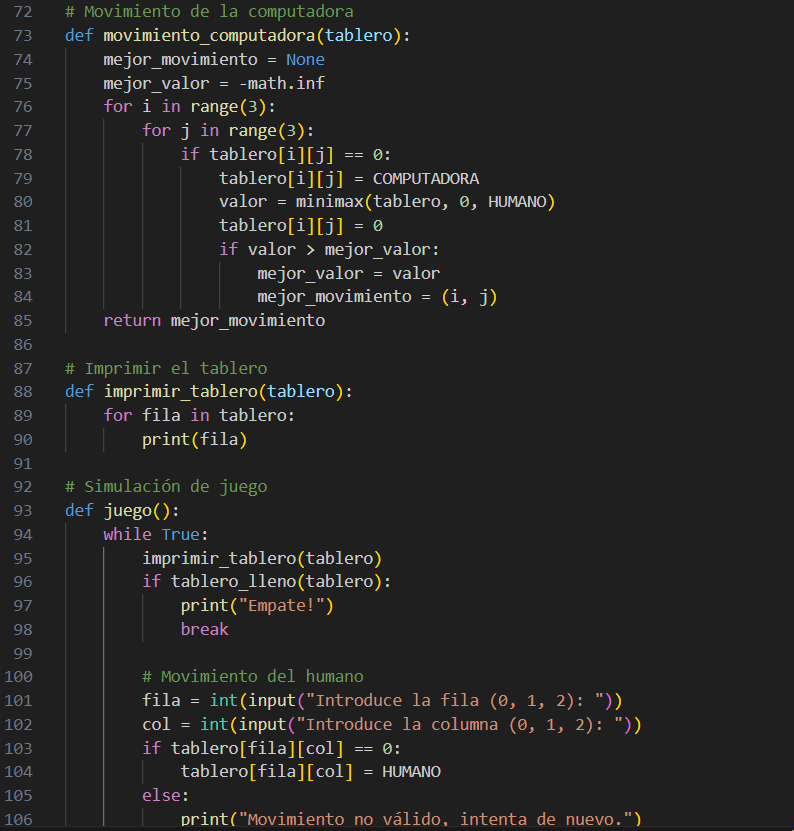 72 # Movimiento de la computadora
73 def movimiento_computadora(tablero):
74     mejor_movimiento = None
75     mejor_valor = -math.inf
76     for i in range(3):
77         for j in range(3):
78             if tablero[i][j] == 0:
79                 tablero[i][j] = COMPUTADORA
80                 valor = minimax(tablero, 0, HUMANO)
81                 tablero[i][j] = 0
82                 if valor > mejor_valor:
83                     mejor_valor = valor
84                     mejor_movimiento = (i, j)
85     return mejor_movimiento
86
87 # Imprimir el tablero
88 def imprimir_tablero(tablero):
89     for fila in tablero:
90         print(fila)
91
92 # Simulación de juego
93 def juego():
94     while True:
95         imprimir_tablero(tablero)
96         if tablero_lleno(tablero):
97             print("Empate!")
98             break
99
100         # Movimiento del humano
101         fila = int(input("Introduce la fila (0, 1, 2): "))
102         col = int(input("Introduce la columna (0, 1, 2): "))
103         if tablero[fila][col] == 0:
104             tablero[fila][col] = HUMANO
105         else:
106             print("Movimiento no válido, intenta de nuevo.")